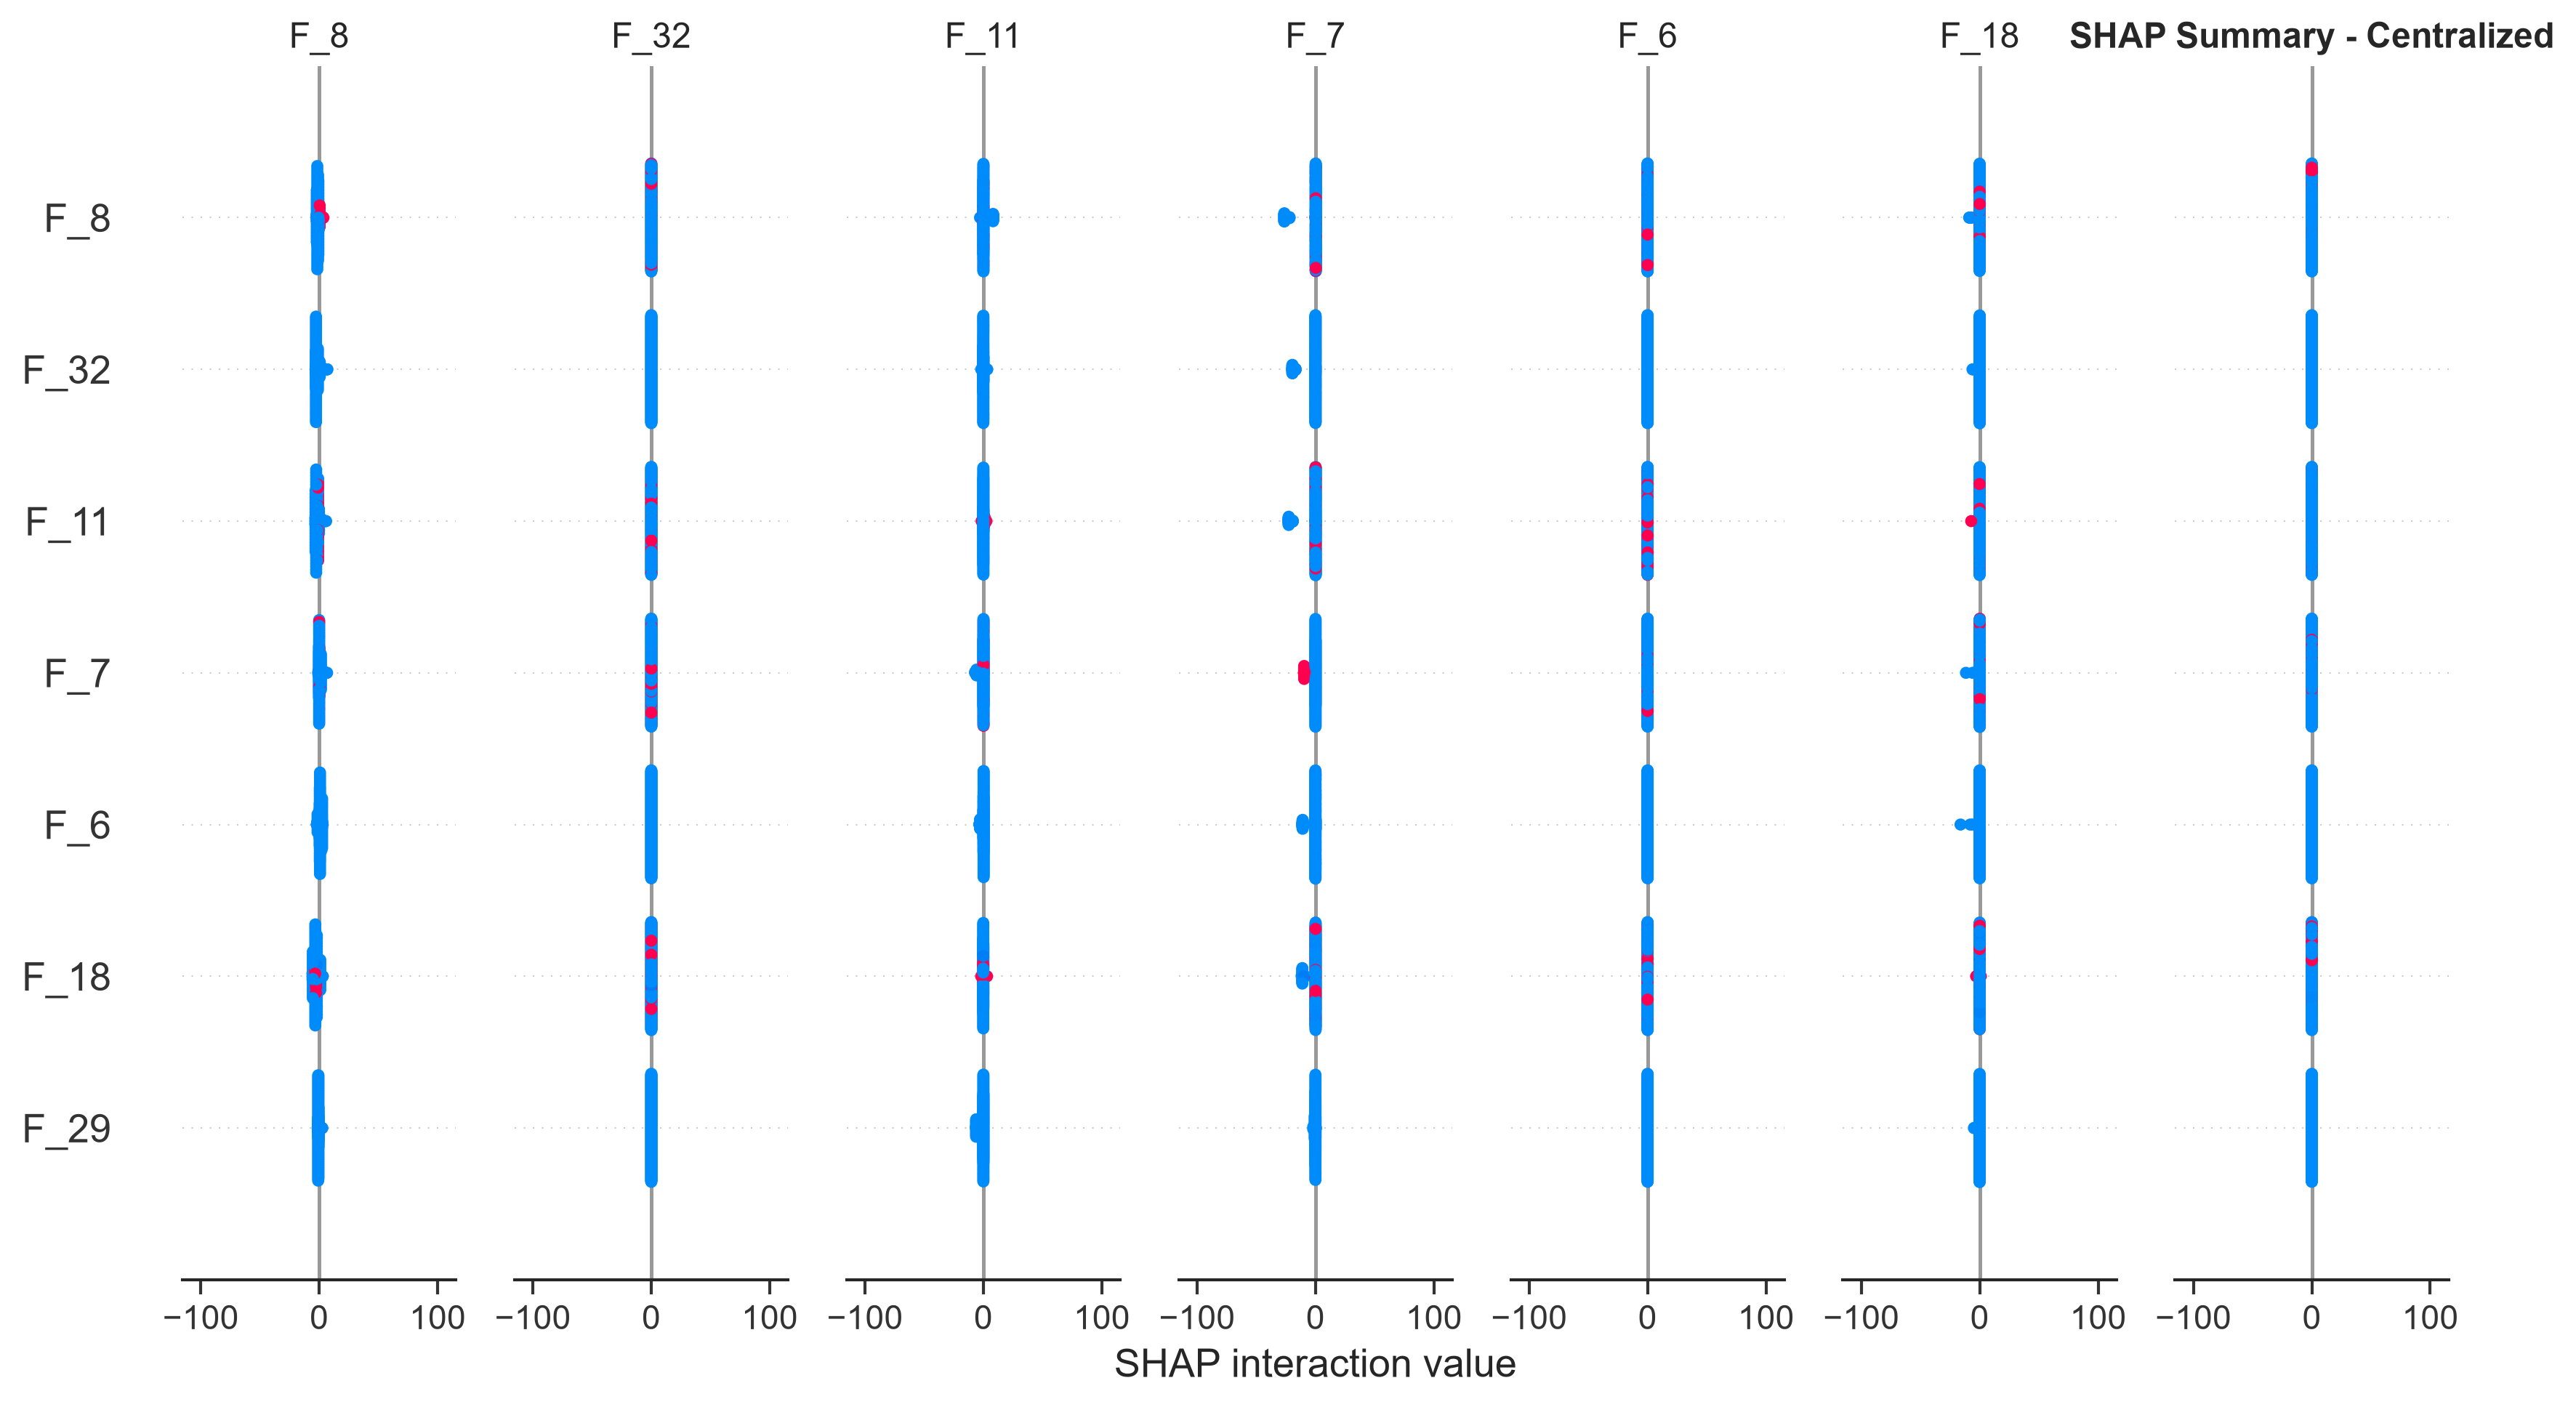 F_8 F_32 F_11 F_7 F_6 F_18 SHAP Summary - Centralized
F_8
F_32
F_11
F_7
F_6
F_18
F_29
−100 0 100 −100 0 100 −100 0 100 −100 0 100 −100 0 100 −100 0 100 −100 0 100
SHAP interaction value